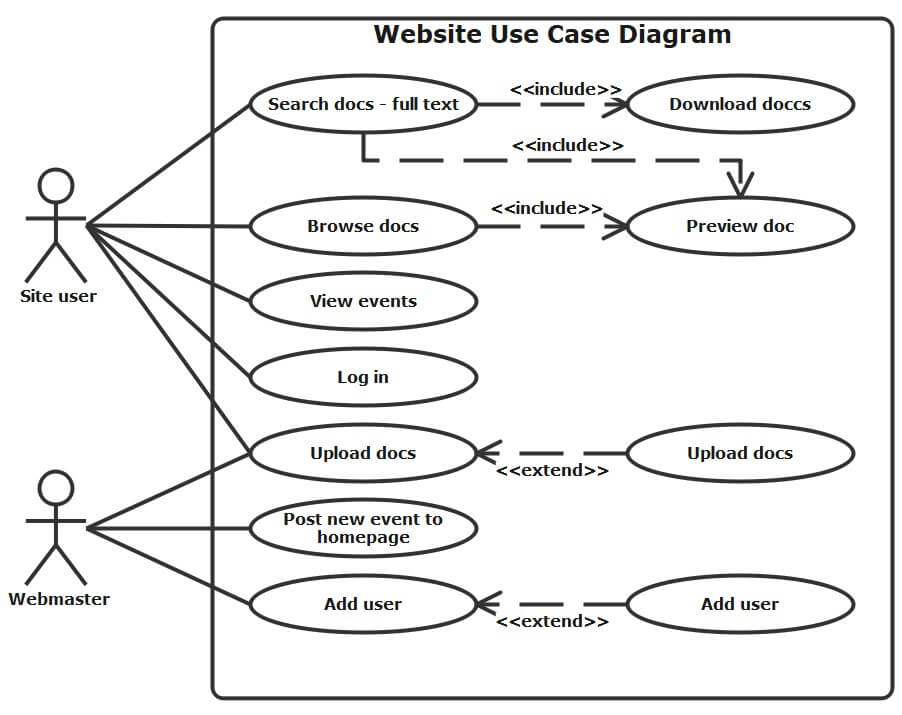 Website Use Case Diagram
<<include>>
Search docs - full text
Download doccs
<<include>>
<<include>>
Browse docs
Preview doc
Site user
View events
Log in
Upload docs
Upload docs
<<extend>>
Post new event to
homepage
Webmaster
Add user
Add user
<<extend>>